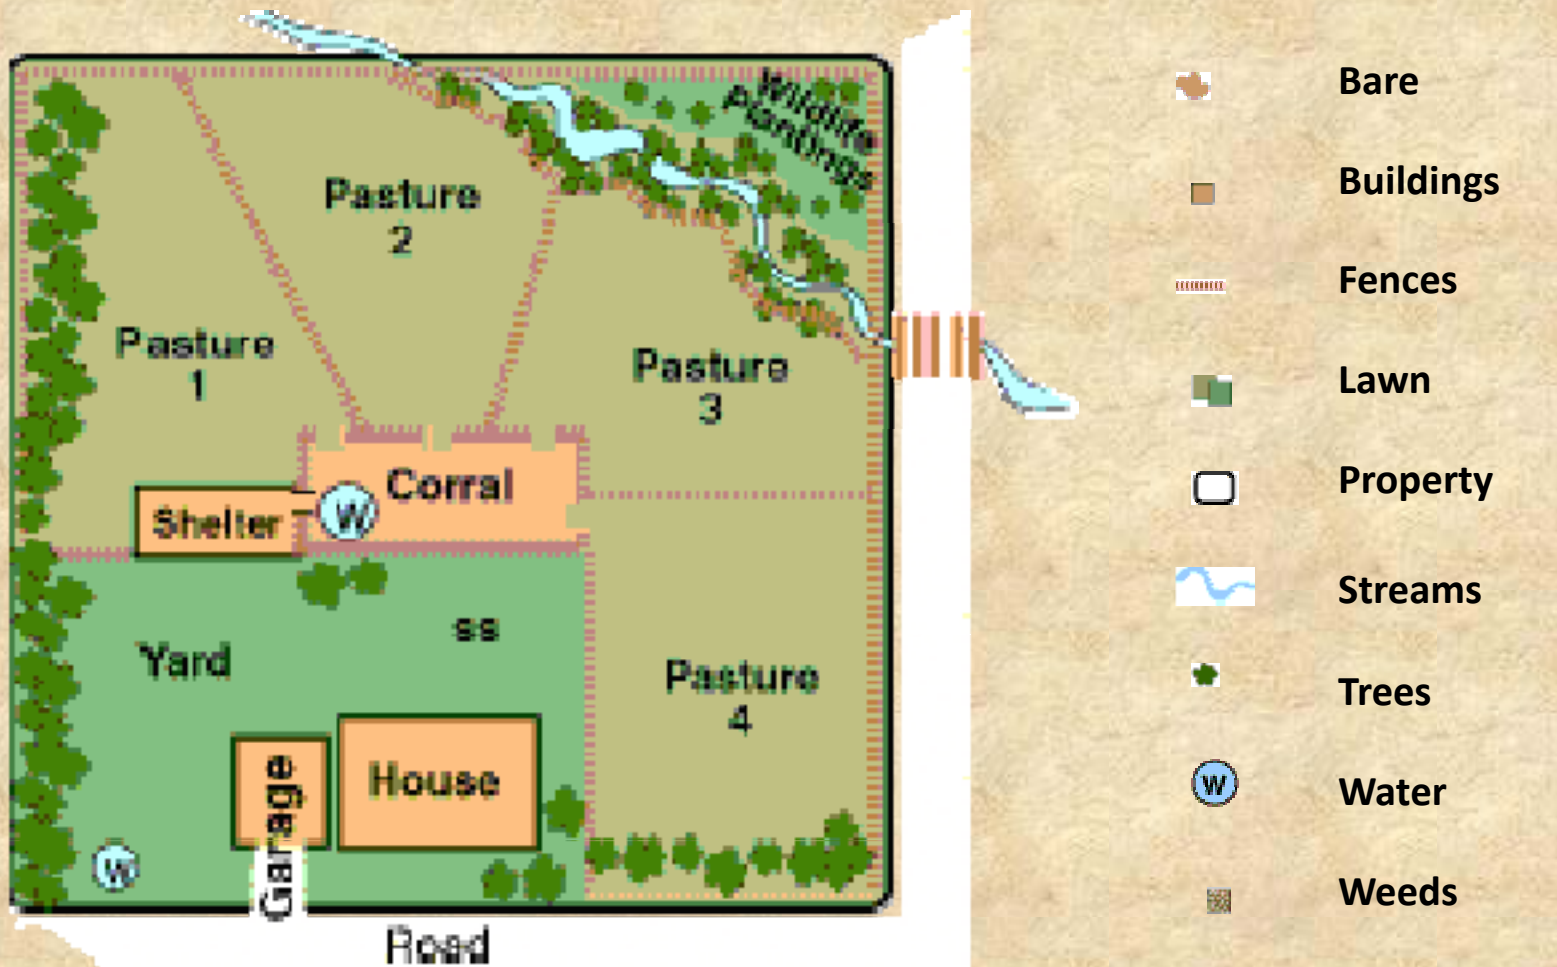 Wildlife
Plantings
Pasture
2
Pasture
1
Pasture
3
Corral
Shelter
W
ss
Yard
Pasture
4
House
Garage
W
Road
Bare
Buildings
Fences
Lawn
Property
Streams
Trees
W
Water
Weeds